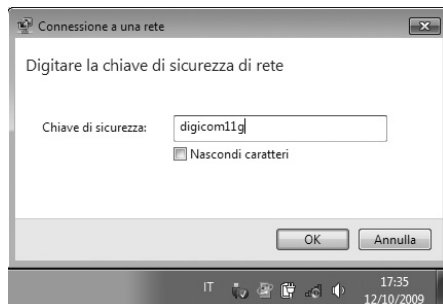 Connessione a una rete
Digitare la chiave di sicurezza di rete
Chiave di sicurezza: digicom11g
Nascondi caratteri
OK Annulla
IT 17:35
12/10/2009